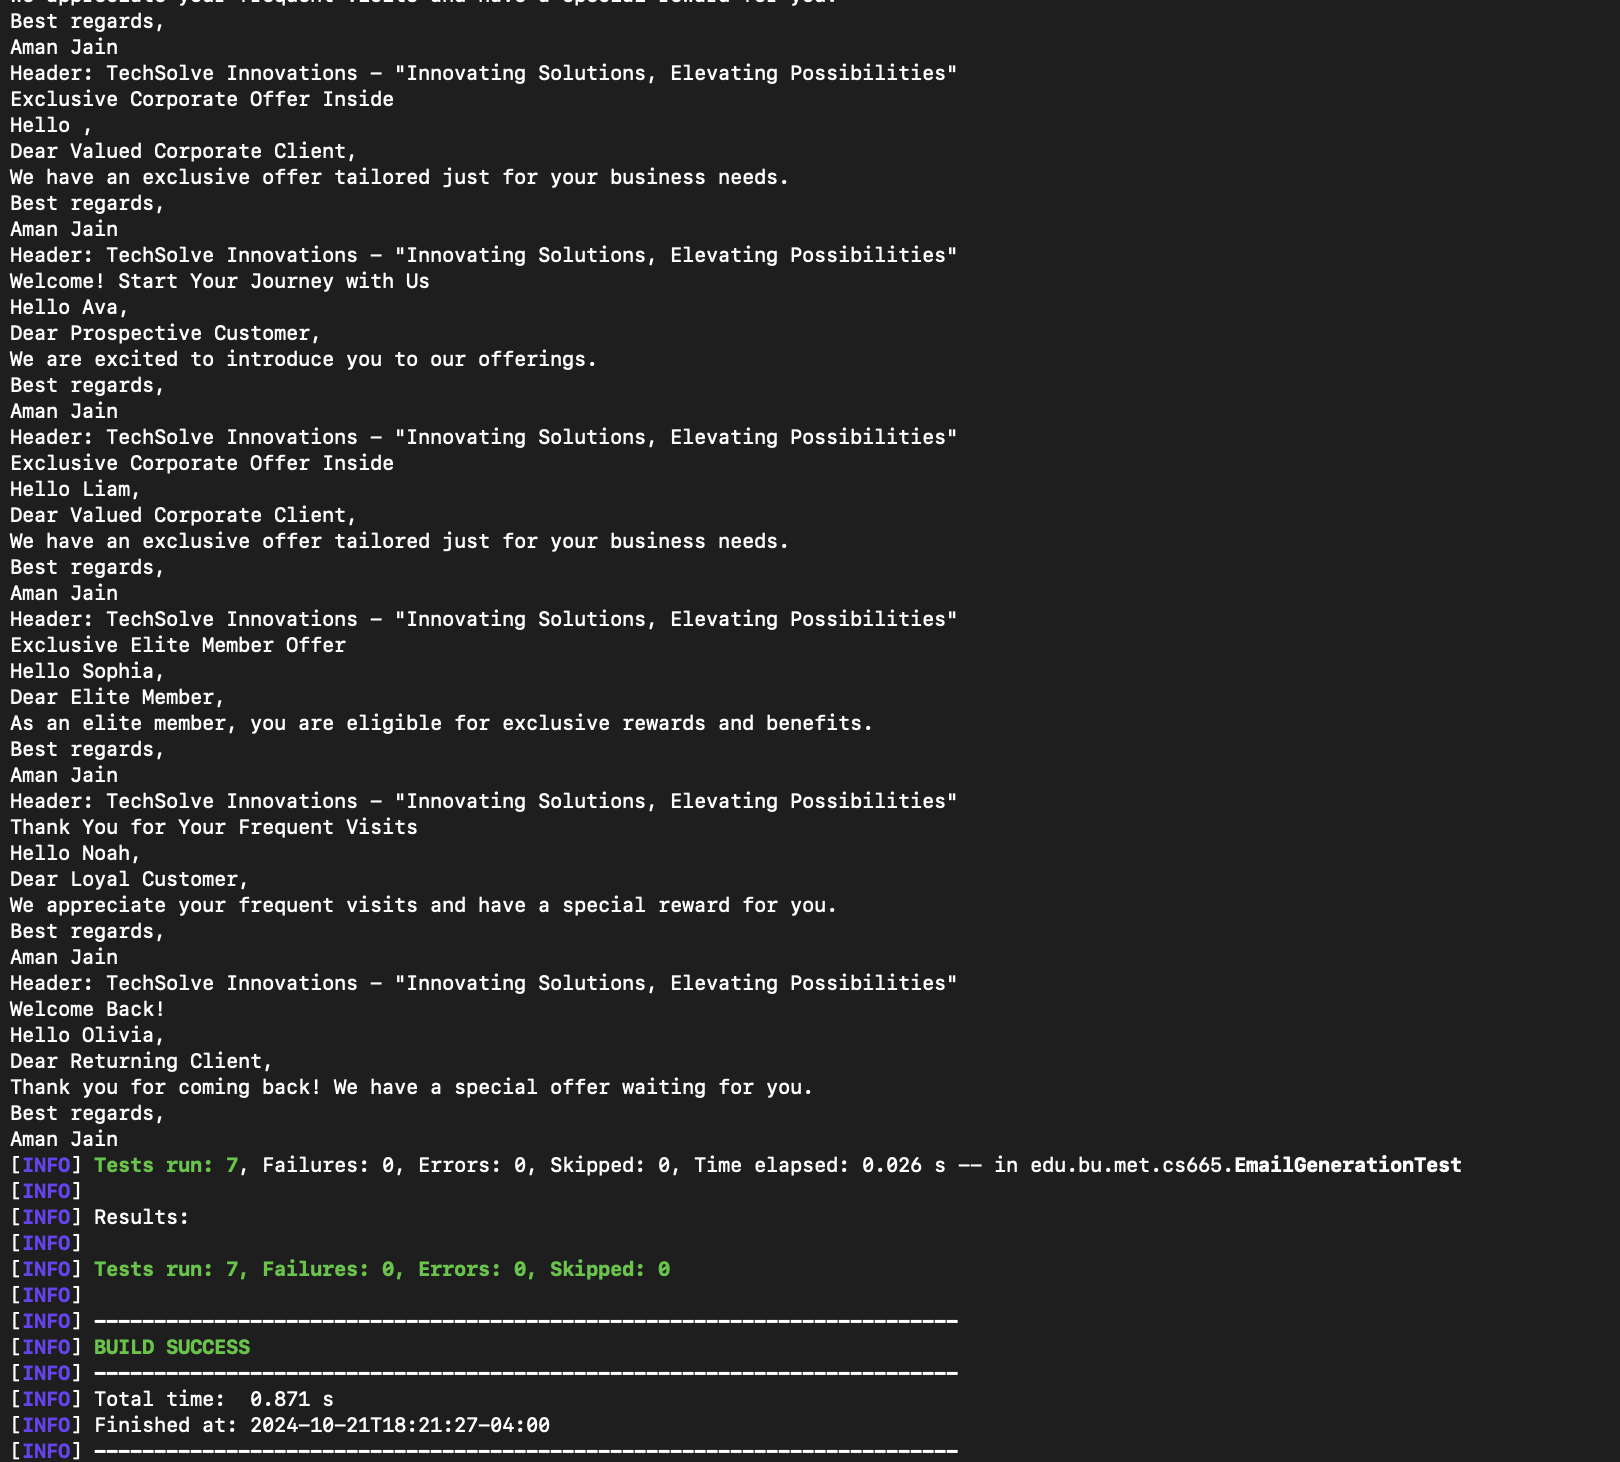 We appreciate your frequent visits and have a special reward for you.
Best regards,
Aman Jain
Header: TechSolve Innovations – "Innovating Solutions, Elevating Possibilities"
Exclusive Corporate Offer Inside
Hello ,
Dear Valued Corporate Client,
We have an exclusive offer tailored just for your business needs.
Best regards,
Aman Jain
Header: TechSolve Innovations – "Innovating Solutions, Elevating Possibilities"
Welcome! Start Your Journey with Us
Hello Ava,
Dear Prospective Customer,
We are excited to introduce you to our offerings.
Best regards,
Aman Jain
Header: TechSolve Innovations – "Innovating Solutions, Elevating Possibilities"
Exclusive Corporate Offer Inside
Hello Liam,
Dear Valued Corporate Client,
We have an exclusive offer tailored just for your business needs.
Best regards,
Aman Jain
Header: TechSolve Innovations – "Innovating Solutions, Elevating Possibilities"
Exclusive Elite Member Offer
Hello Sophia,
Dear Elite Member,
As an elite member, you are eligible for exclusive rewards and benefits.
Best regards,
Aman Jain
Header: TechSolve Innovations – "Innovating Solutions, Elevating Possibilities"
Thank You for Your Frequent Visits
Hello Noah,
Dear Loyal Customer,
We appreciate your frequent visits and have a special reward for you.
Best regards,
Aman Jain
Header: TechSolve Innovations – "Innovating Solutions, Elevating Possibilities"
Welcome Back!
Hello Olivia,
Dear Returning Client,
Thank you for coming back! We have a special offer waiting for you.
Best regards,
Aman Jain
[INFO] Tests run: 7, Failures: 0, Errors: 0, Skipped: 0, Time elapsed: 0.026 s -- in edu.bu.met.cs665.EmailGenerationTest
[INFO]
[INFO] Results:
[INFO]
[INFO] Tests run: 7, Failures: 0, Errors: 0, Skipped: 0
[INFO]
[INFO] ------------------------------------------------------------------------
[INFO] BUILD SUCCESS
[INFO] ------------------------------------------------------------------------
[INFO] Total time:  0.871 s
[INFO] Finished at: 2024-10-21T18:21:27-04:00
[INFO] ------------------------------------------------------------------------